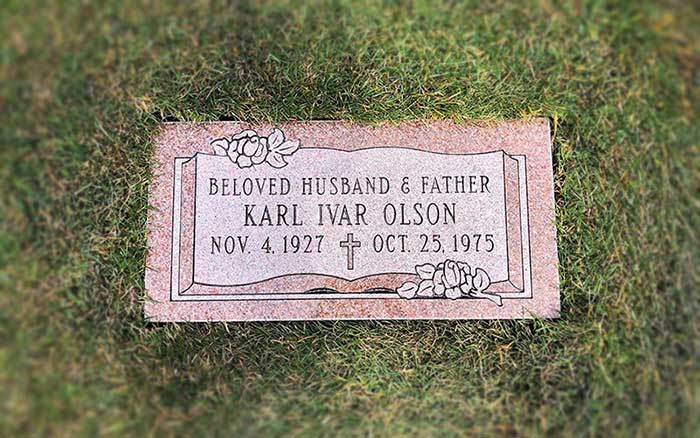 BELOVED HUSBAND & FATHER
KARL IVAR OLSON
NOV. 4, 1927 OCT. 25, 1975